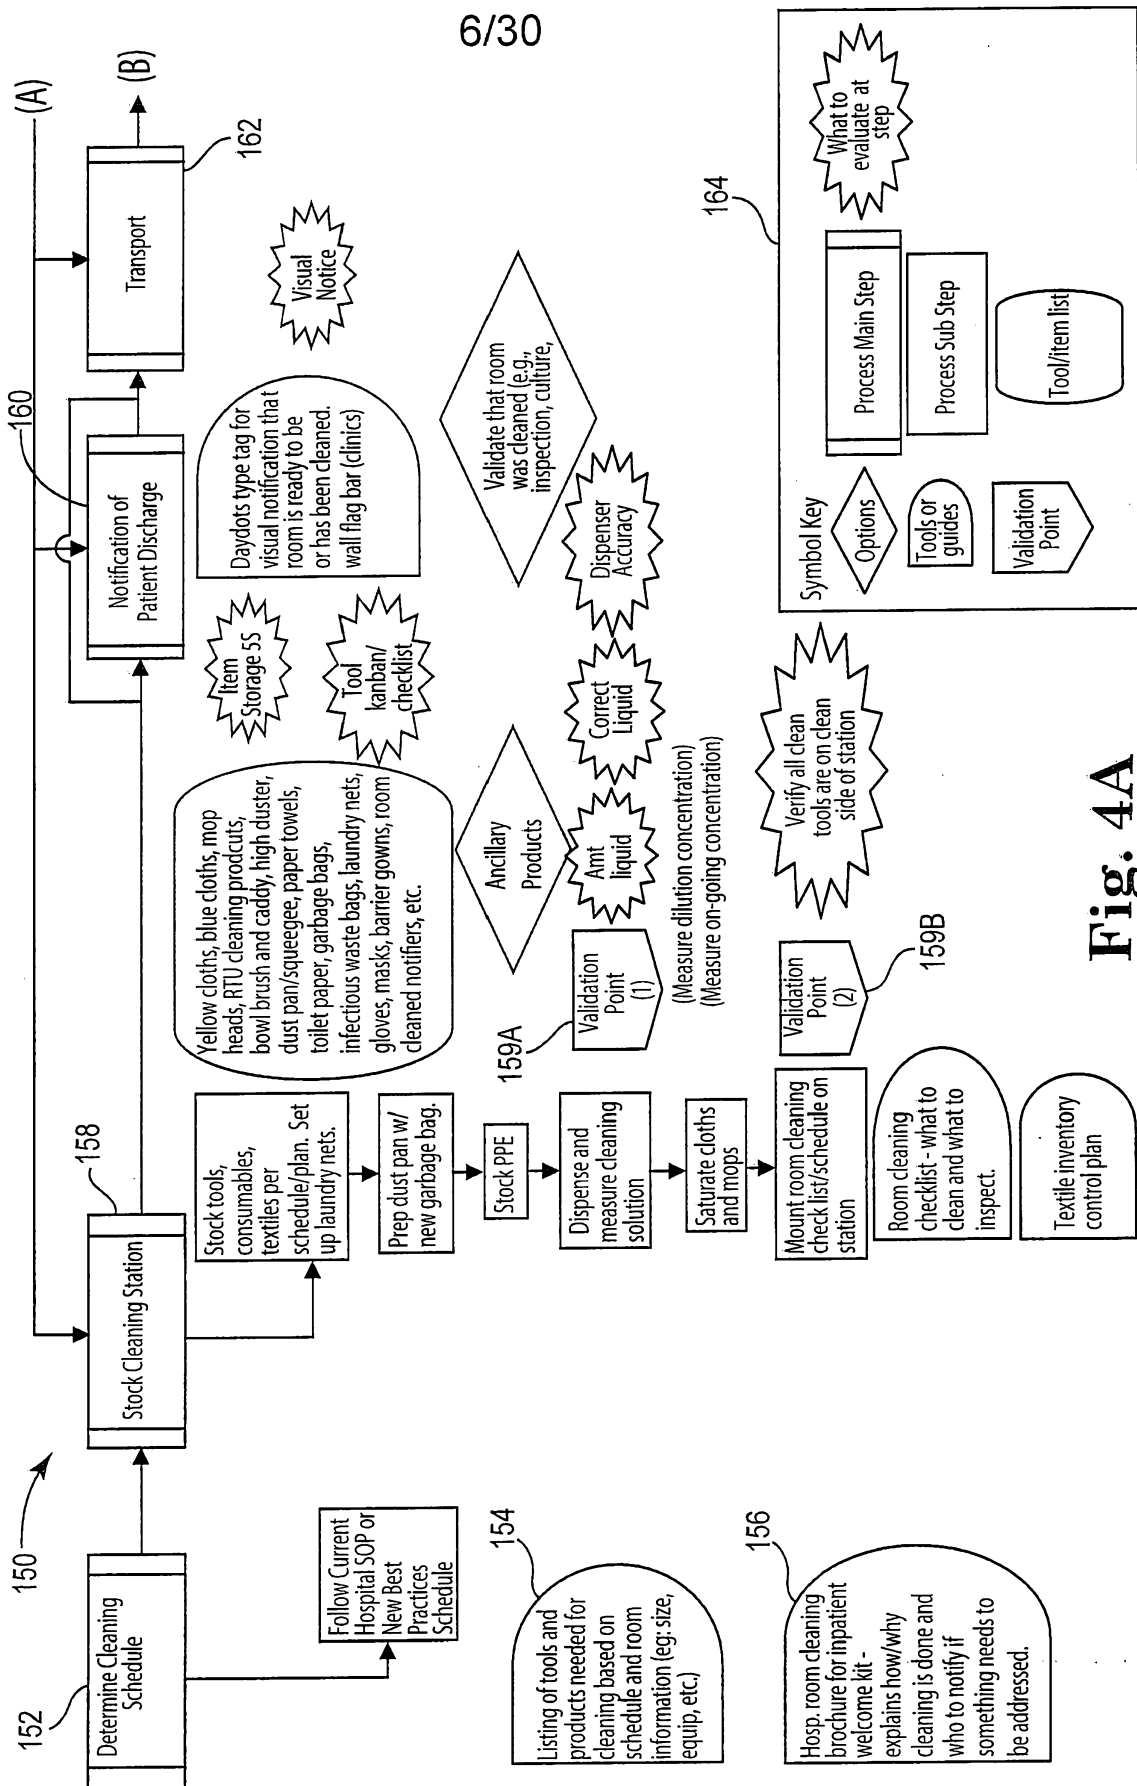 6/30
150
152
Determine Cleaning
Schedule
Follow Current
Hospital SOP or
New Best
Practices
Schedule
154
Listing of tools and
products needed for
cleaning based on
schedule and room
information (eg: size,
equip, etc.)
156
Hosp. room cleaning
brochure for inpatient
welcome kit -
explains how/why
cleaning is done and
who to notify if
something needs to
be addressed.
158
Stock Cleaning Station
Stock tools,
consumables,
textiles per
schedule/plan. Set
up laundry nets.
Prep dust pan w/
new garbage bag.
Stock PPE
Dispense and
measure cleaning
solution
Saturate cloths
and mops
Mount room cleaning
checklist/schedule on
station
Room cleaning
checklist - what to
clean and what to
inspect.
Textile inventory
control plan
Yellow cloths, blue cloths, mop
heads, RTU cleaning prodcuts,
bowl brush and caddy, high duster,
dust pan/squeegee, paper towels,
toilet paper, garbage bags,
infectious waste bags, laundry nets,
gloves, masks, barrier gowns, room
cleaned notifiers, etc.
Ancillary
Products
159A
Validation
Point
(1)
Amt
liquid
Correct
Liquid
Dispenser
Accuracy
(Measure dilution concentration)
(Measure on-going concentration)
Validation
Point
(2)
159B
Verify all clean
tools are on clean
side of station
Item
Storage 5S
Tool
kanban/
checklist
160
Notification of
Patient Discharge
Daydots type tag for
visual notification that
room is ready to be
or has been cleaned.
wall flag bar (clinics)
Visual
Notice
Validate that room
was cleaned (e.g.,
inspection, culture,
(A)
Transport
162
(B)
164
Symbol Key
Options
Process Main Step
What to
evaluate at
step
Tools or
guides
Process Sub Step
Validation
Point
Tool/item list
Fig. 4A